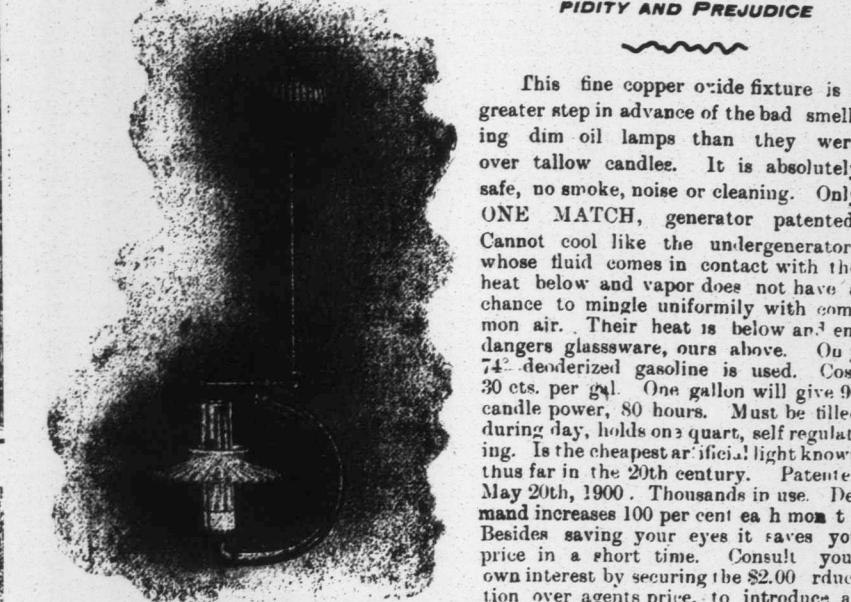 PIDITY AND PREJUDICE
This fine copper oxide fixture is
greater step in advance of the bad smell
ing dim oil lamps than they wer
over tallow candles. It is absolutel
safe, no smoke, noise or cleaning. Onl
ONE MATCH, generator patented
Cannot cool like the undergenerator
whose fluid comes in contact with th
heat below and vapor does not have a
chance to mingle uniformily with com
mon air. Their heat is below and en
dangers glasssware, ours above. On
74° deoderized gasoline is used. Cos
30 cts. per gal. One gallon will give 9
candle power, 80 hours. Must be fille
during day, holds one quart, self regulat
ing. Is the cheapest artificial light know
thus far in the 20th century. Patente
May 20th, 1900. Thousands in use. De
mand increases 100 per cent ea h mon t
Besides saving your eyes it saves yo
price in a short time. Consult you
own interest by securing the $2.00 rduc
tion over agents price, to introduce a